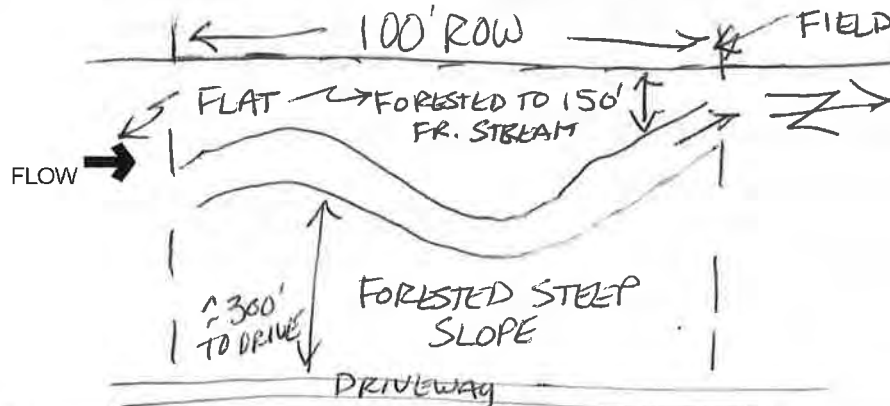 100' ROW
FIELD
FLAT
FORESTED TO 150'
FR. STREAM
FLOW
~300'
TO DRIVE
FORESTED STEEP
SLOPE
DRIVEWAY